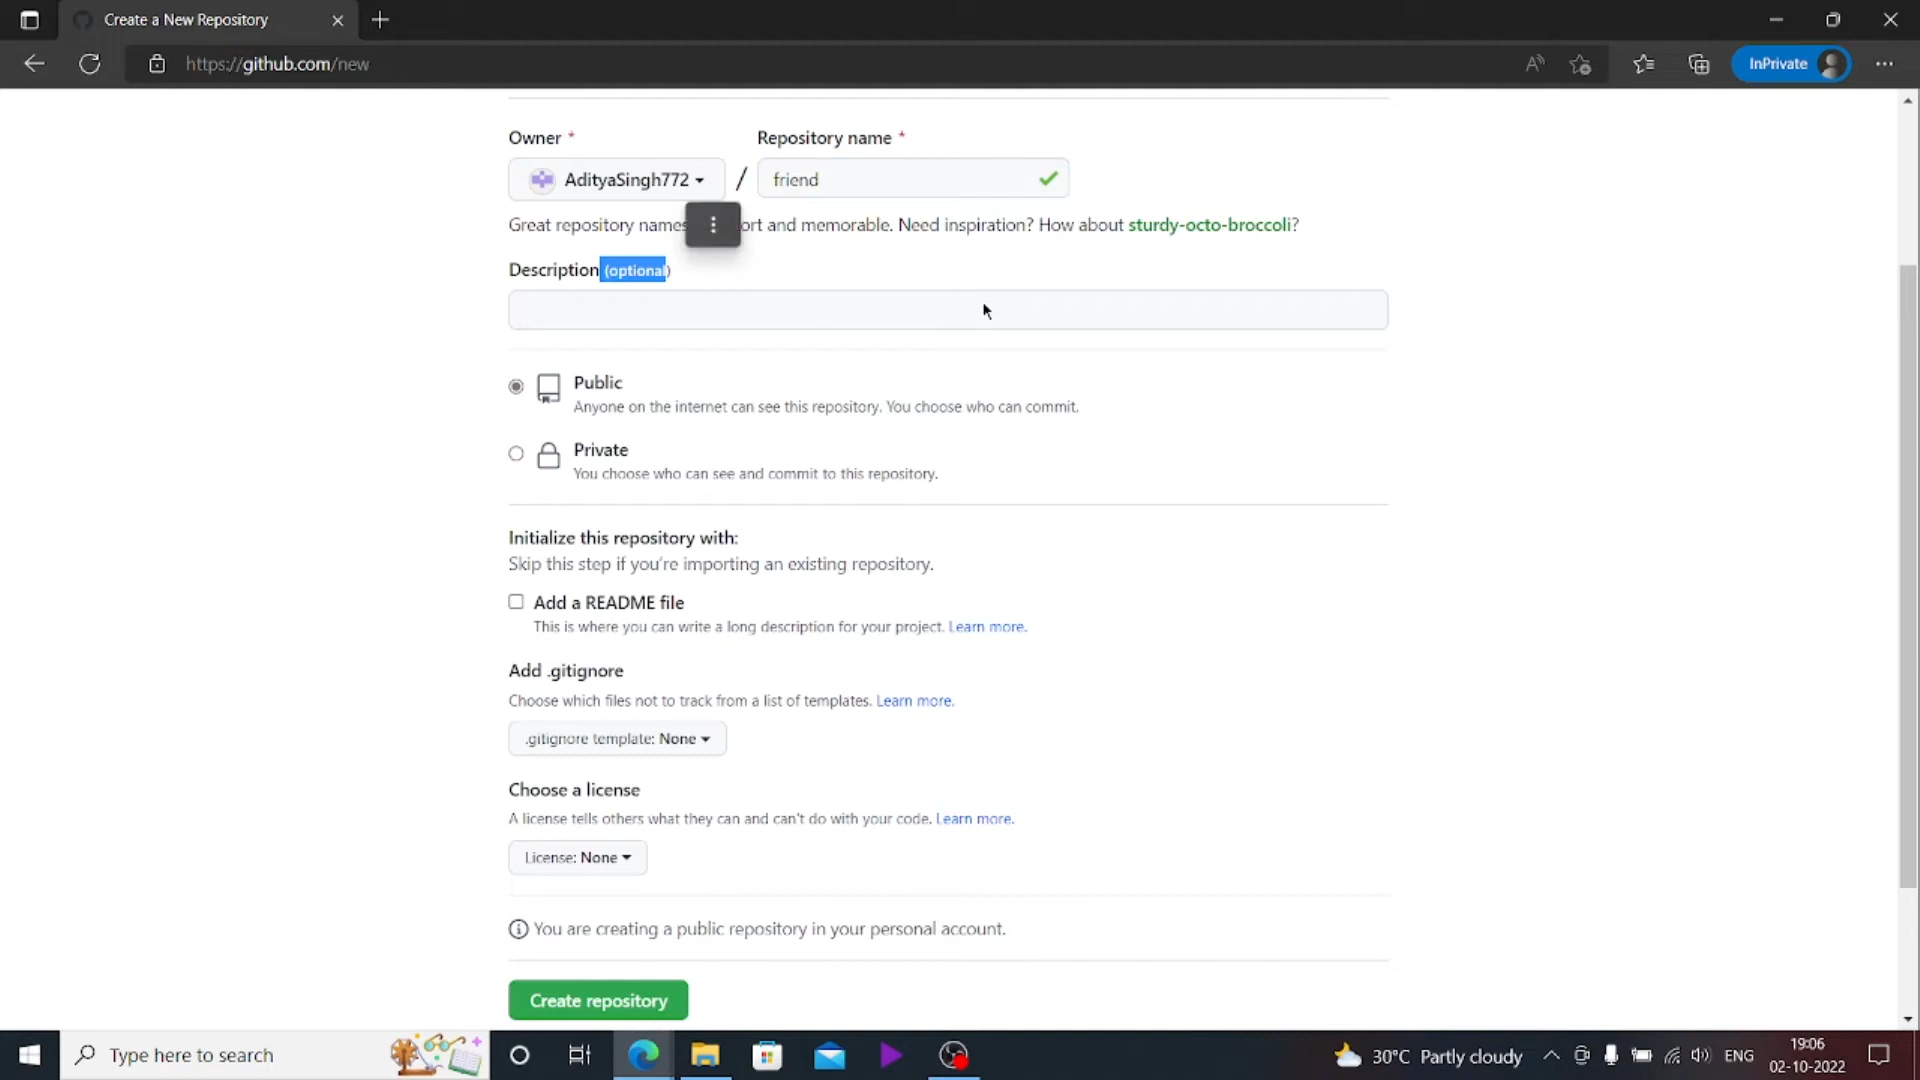 Create a New Repository
https://github.com/new
InPrivate
Owner *
Repository name *
AdityaSingh772
/
friend
Great repository names ort and memorable. Need inspiration? How about sturdy-octo-broccoli?
Description (optional)
Public
Anyone on the internet can see this repository. You choose who can commit.
Private
You choose who can see and commit to this repository.
Initialize this repository with:
Skip this step if you're importing an existing repository.
Add a README file
This is where you can write a long description for your project. Learn more.
Add .gitignore
Choose which files not to track from a list of templates. Learn more.
.gitignore template: None
Choose a license
A license tells others what they can and can't do with your code. Learn more.
License: None
You are creating a public repository in your personal account.
Create repository
Type here to search
30°C Partly cloudy
ENG
19:06
02-10-2022